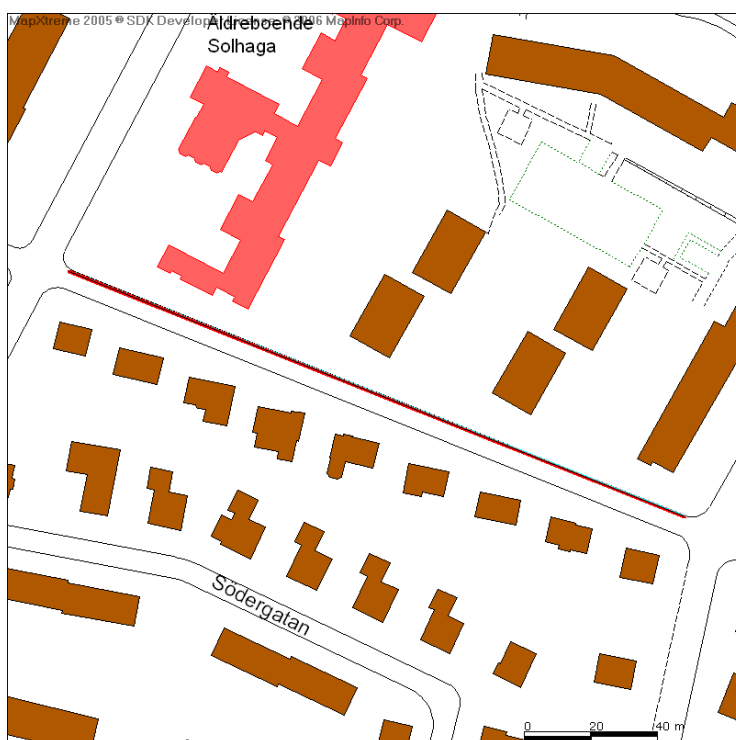 MapXtreme 2005 ® SDK Developer License. © 2006 MapInfo Corp.
Äldreboende
Solhaga
Södergatan
0 20 40 m